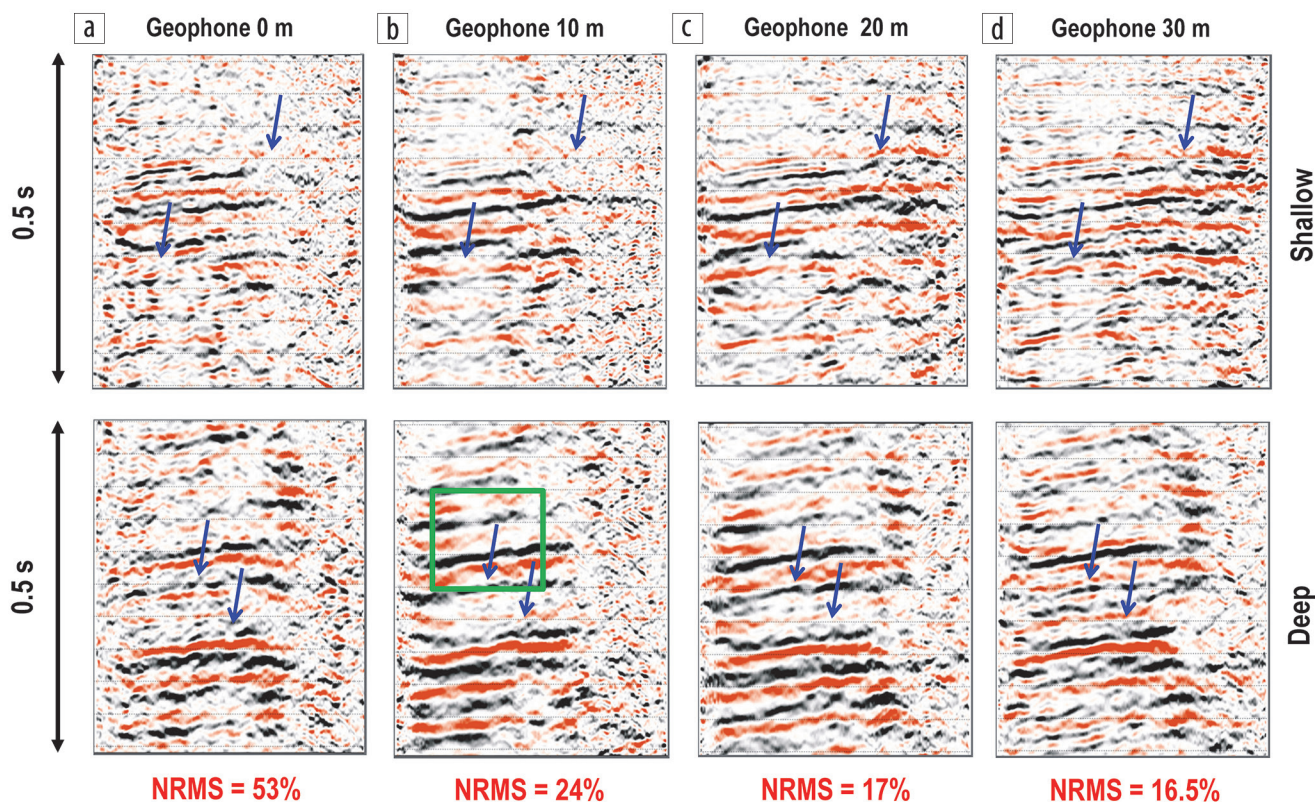 a Geophone 0 m
b Geophone 10 m
c Geophone 20 m
d Geophone 30 m
0.5 s
Shallow
0.5 s
Deep
NRMS = 53%
NRMS = 24%
NRMS = 17%
NRMS = 16.5%